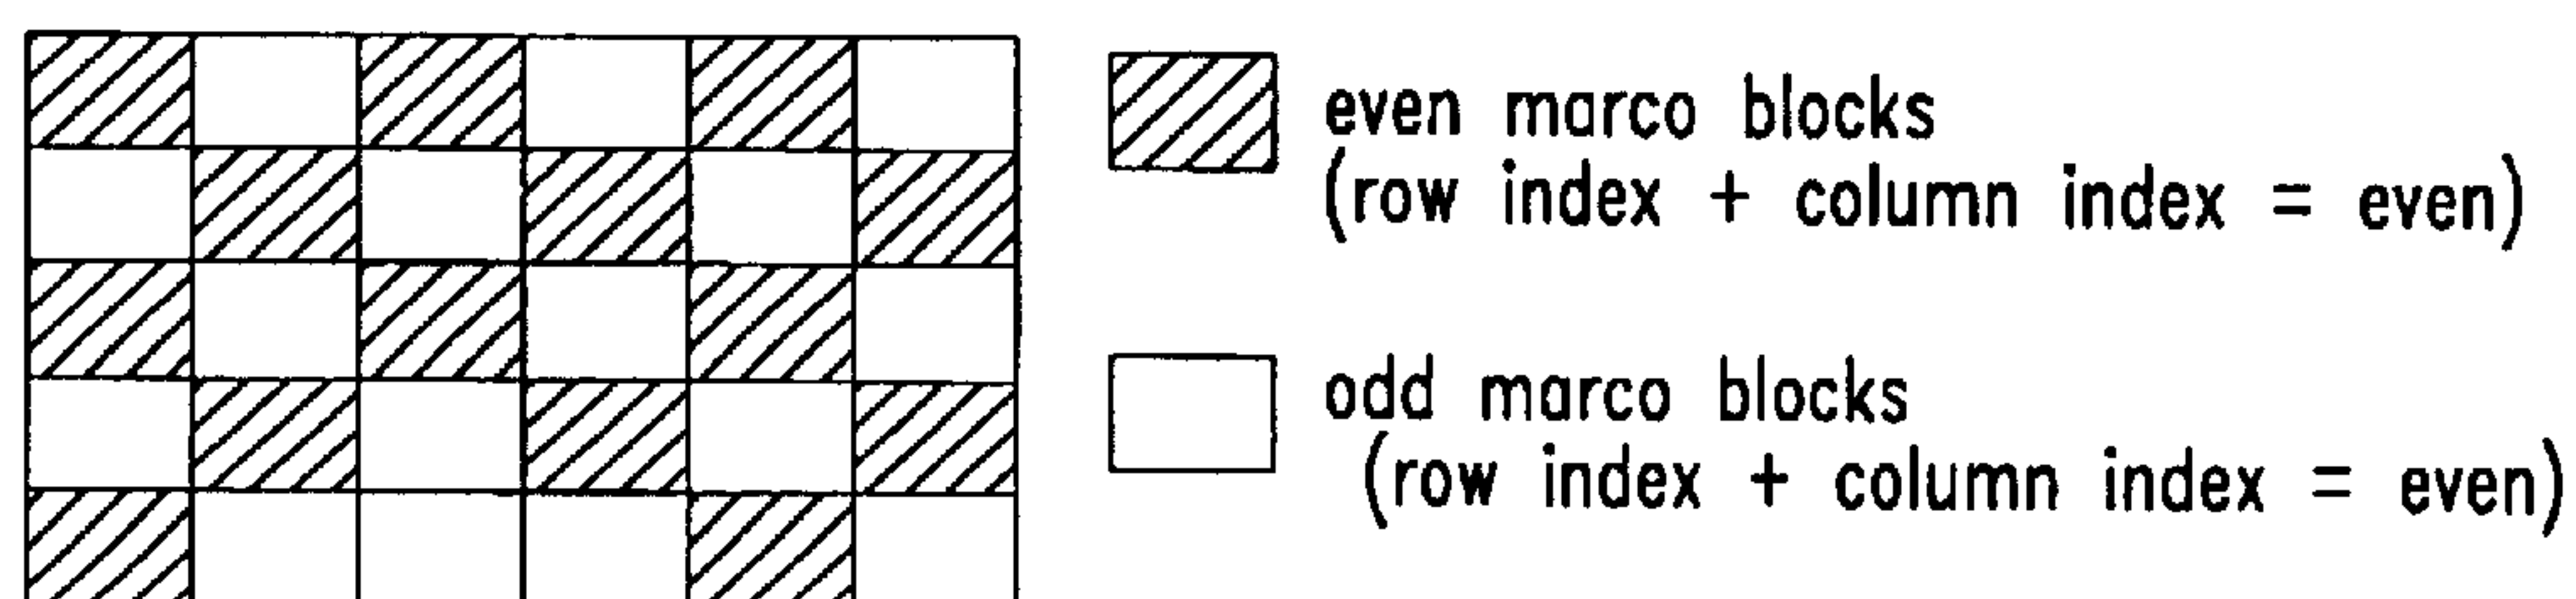 even marco blocks
(row index + column index = even)
odd marco blocks
(row index + column index = even)